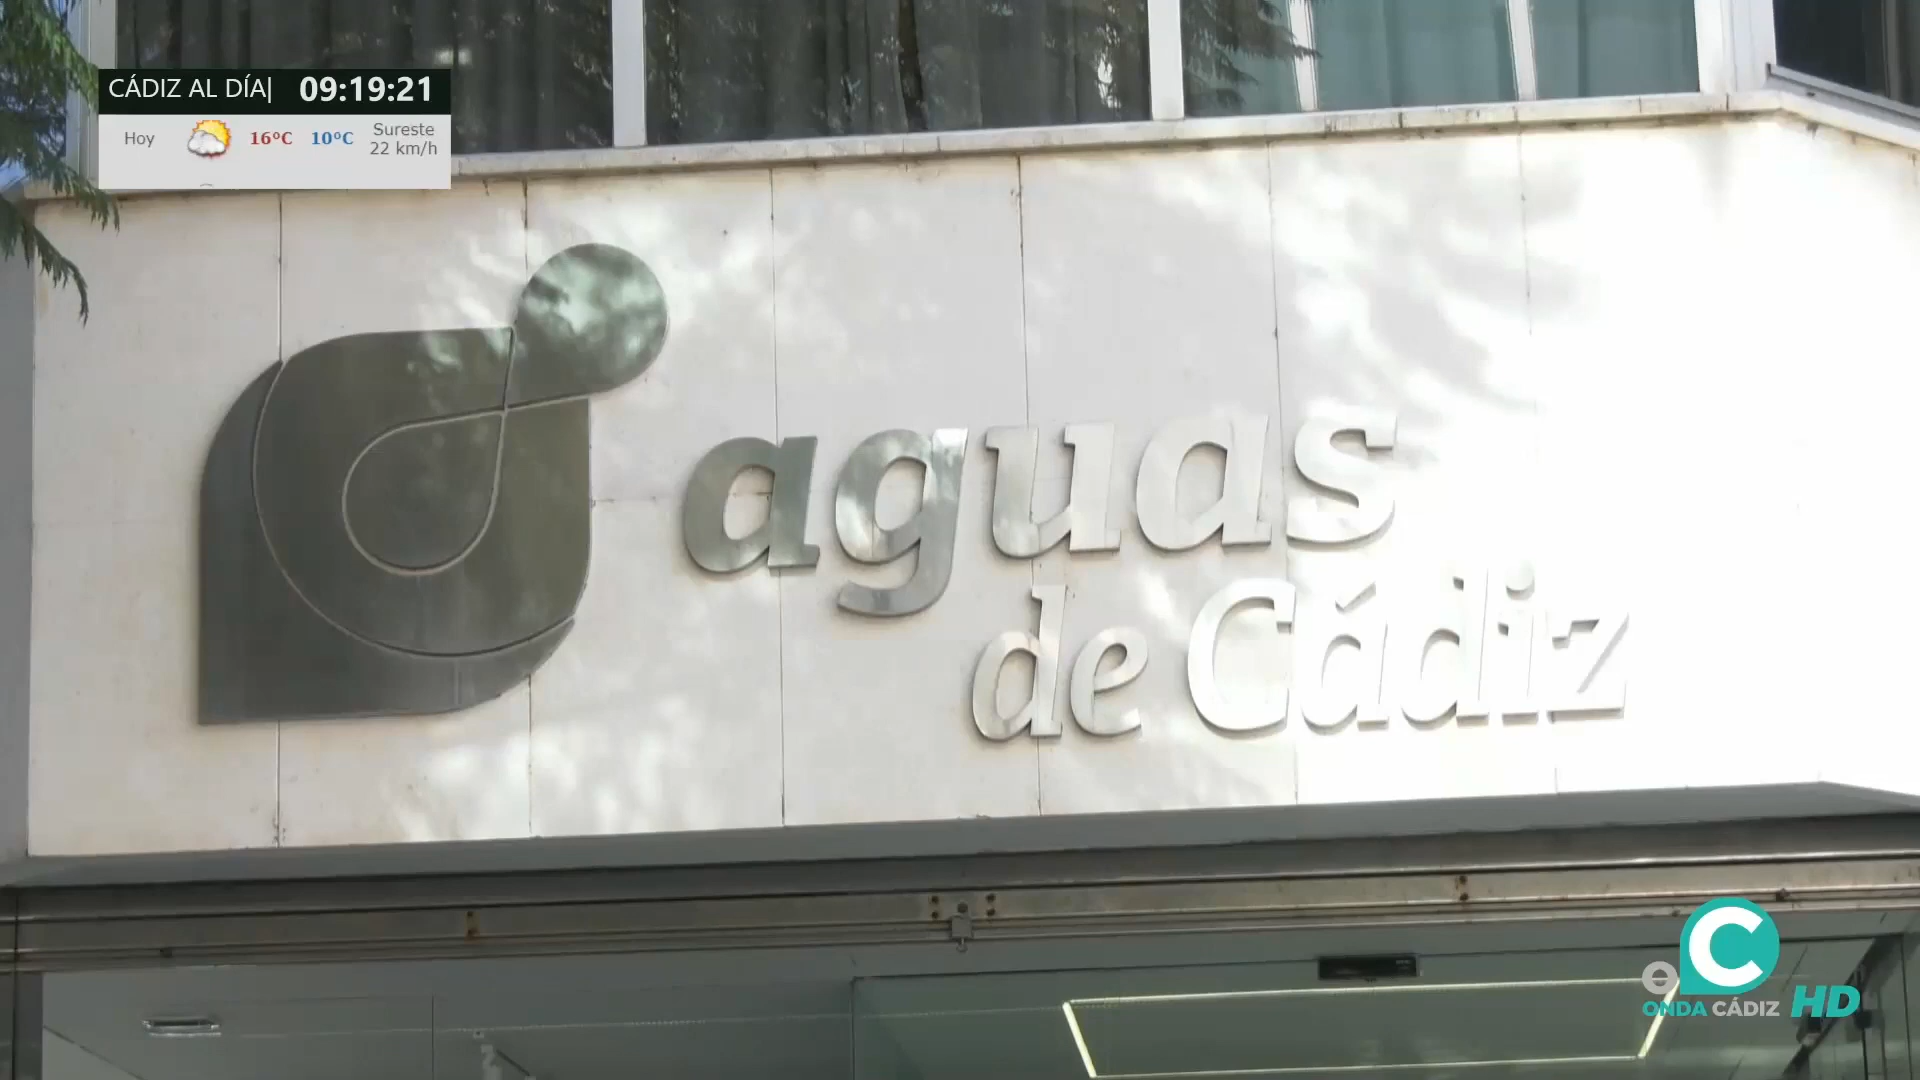 CÁDIZ AL DÍA| 09:19:21
Hoy 16ºC 10ºC Sureste 22 km/h
aguas
de Cádiz
ONDA CÁDIZ HD